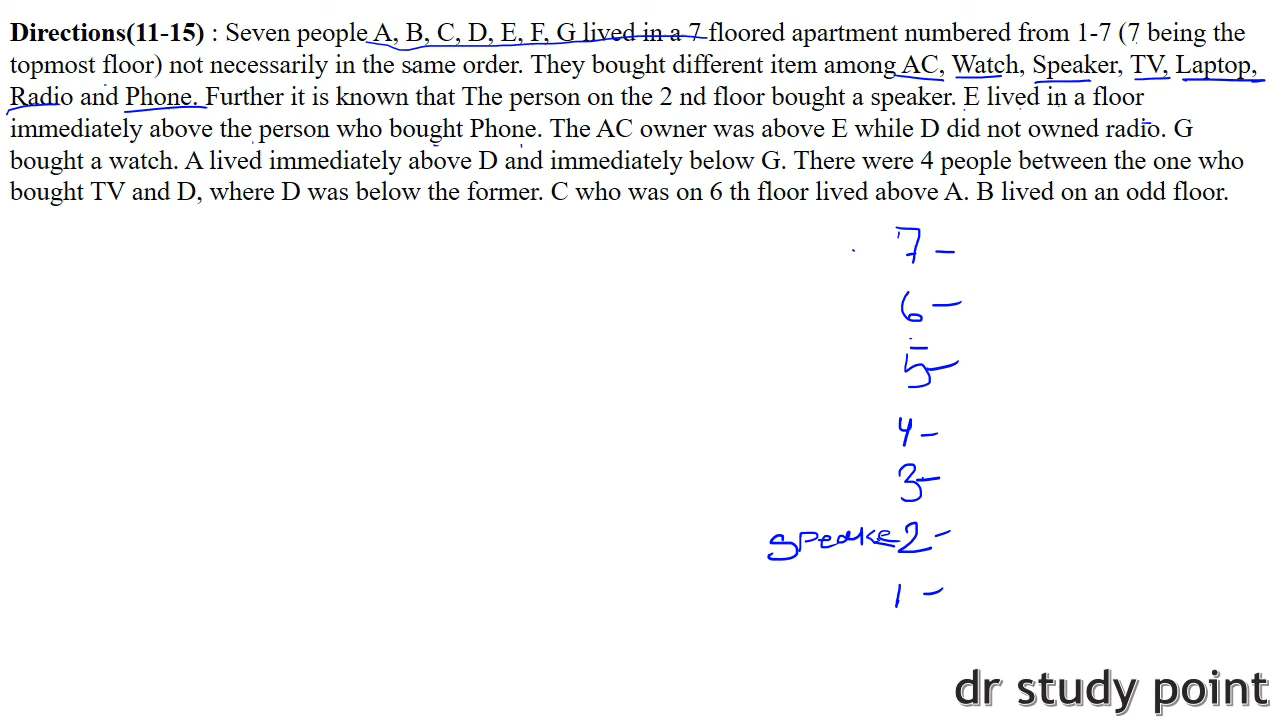 Directions(11-15) : Seven people A, B, C, D, E, F, G lived in a 7 floored apartment numbered from 1-7 (7 being the
topmost floor) not necessarily in the same order. They bought different item among AC, Watch, Speaker, TV, Laptop,
Radio and Phone. Further it is known that The person on the 2 nd floor bought a speaker. E lived in a floor
immediately above the person who bought Phone. The AC owner was above E while D did not owned radio. G
bought a watch. A lived immediately above D and immediately below G. There were 4 people between the one who
bought TV and D, where D was below the former. C who was on 6 th floor lived above A. B lived on an odd floor.
7 -
6 -
5 -
4 -
3 -
speake 2 -
1 -
dr study point